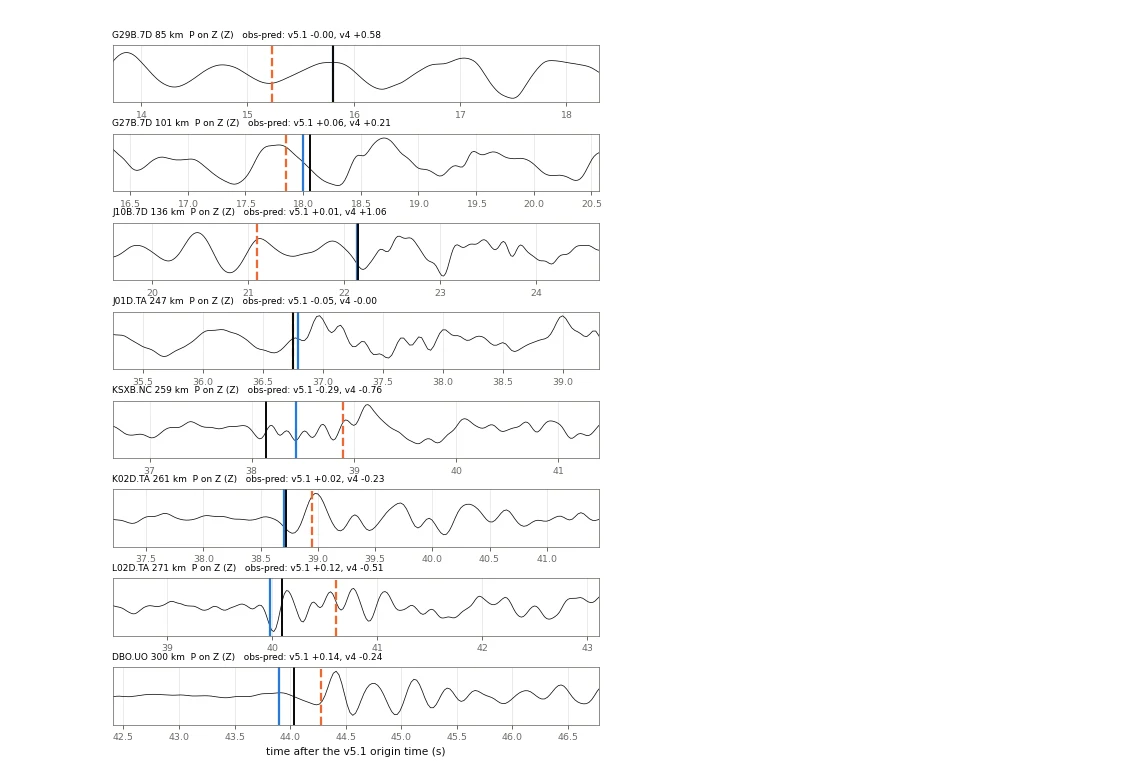 G29B.7D 85 km  P on Z (Z)   obs-pred: v5.1 -0.00, v4 +0.58
14 15 16 17 18
G27B.7D 101 km  P on Z (Z)   obs-pred: v5.1 +0.06, v4 +0.21
16.5 17.0 17.5 18.0 18.5 19.0 19.5 20.0 20.5
J10B.7D 136 km  P on Z (Z)   obs-pred: v5.1 +0.01, v4 +1.06
20 21 22 23 24
J01D.TA 247 km  P on Z (Z)   obs-pred: v5.1 -0.05, v4 -0.00
35.5 36.0 36.5 37.0 37.5 38.0 38.5 39.0
KSXB.NC 259 km  P on Z (Z)   obs-pred: v5.1 -0.29, v4 -0.76
37 38 39 40 41
K02D.TA 261 km  P on Z (Z)   obs-pred: v5.1 +0.02, v4 -0.23
37.5 38.0 38.5 39.0 39.5 40.0 40.5 41.0
L02D.TA 271 km  P on Z (Z)   obs-pred: v5.1 +0.12, v4 -0.51
39 40 41 42 43
DBO.UO 300 km  P on Z (Z)   obs-pred: v5.1 +0.14, v4 -0.24
42.5 43.0 43.5 44.0 44.5 45.0 45.5 46.0 46.5
time after the v5.1 origin time (s)